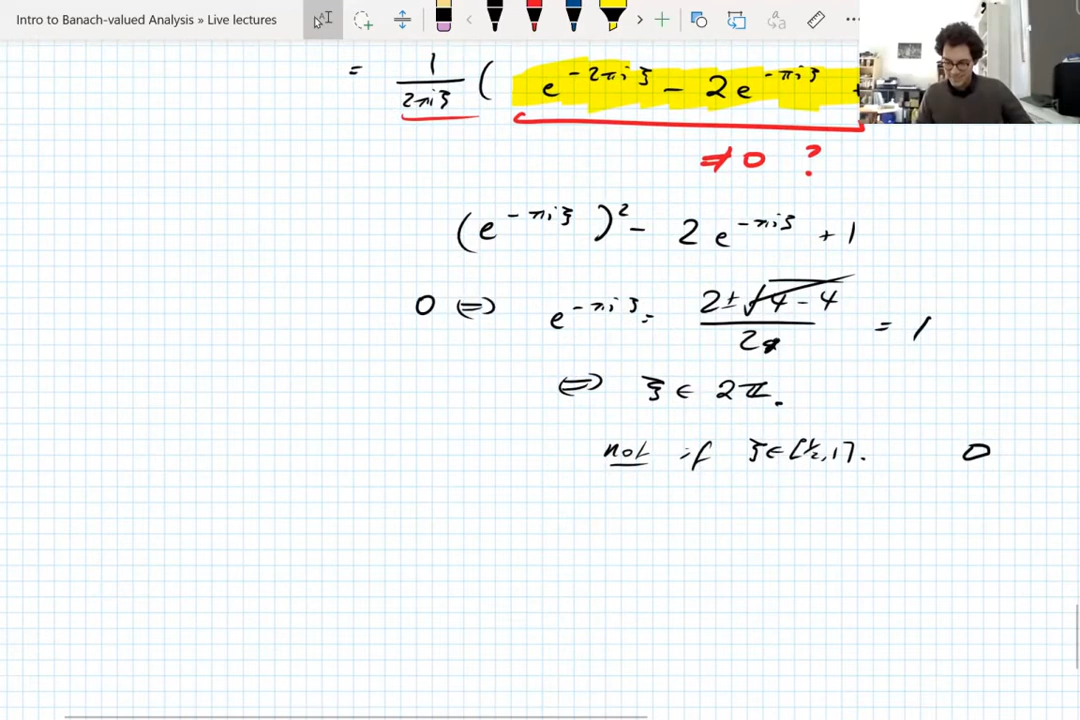 Intro to Banach-valued Analysis » Live lectures
= 1/(2πiξ) ( e^{-2πiξ} - 2e^{-πiξ} +
≠ 0 ?
(e^{-πiξ})² - 2e^{-πiξ} + 1
0 ⟺ e^{-πiξ} = (2±√(4-4))/2 = 1
⟺ ξ ∈ 2ℤ.
not if ξ∈[½,1].